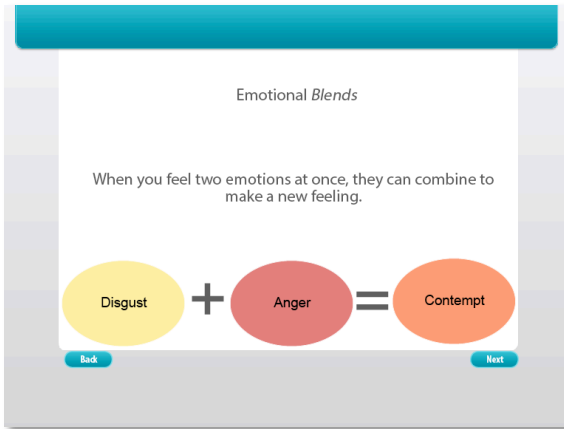 Emotional Blends
When you feel two emotions at once, they can combine to
make a new feeling.
Disgust + Anger = Contempt
Back Next